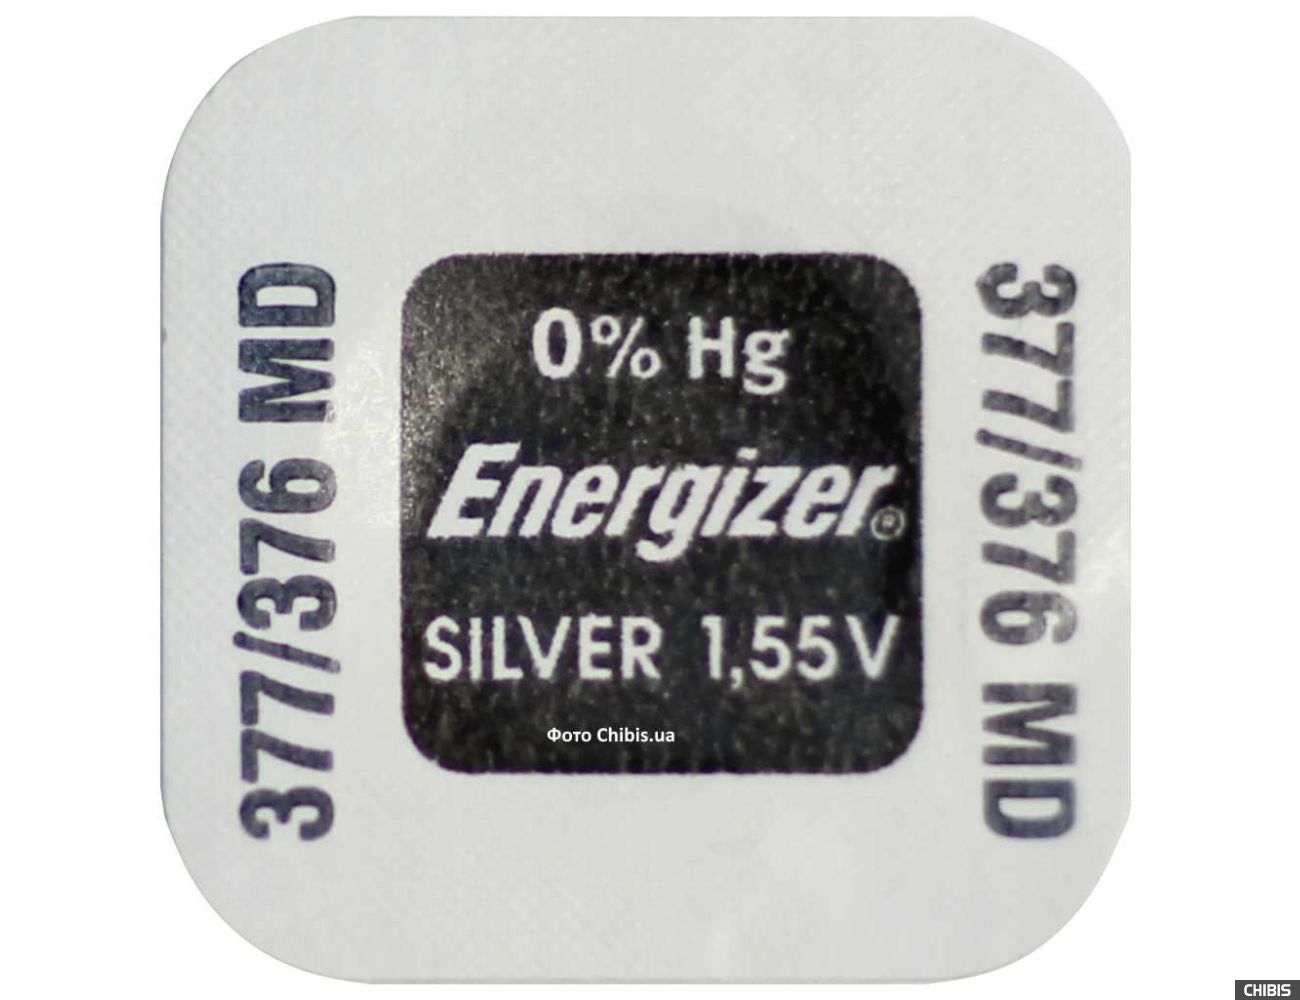 377/376 MD
0% Hg
Energizer®
SILVER 1,55V
Фото Chibis.ua
377/376 MD
CHIBIS